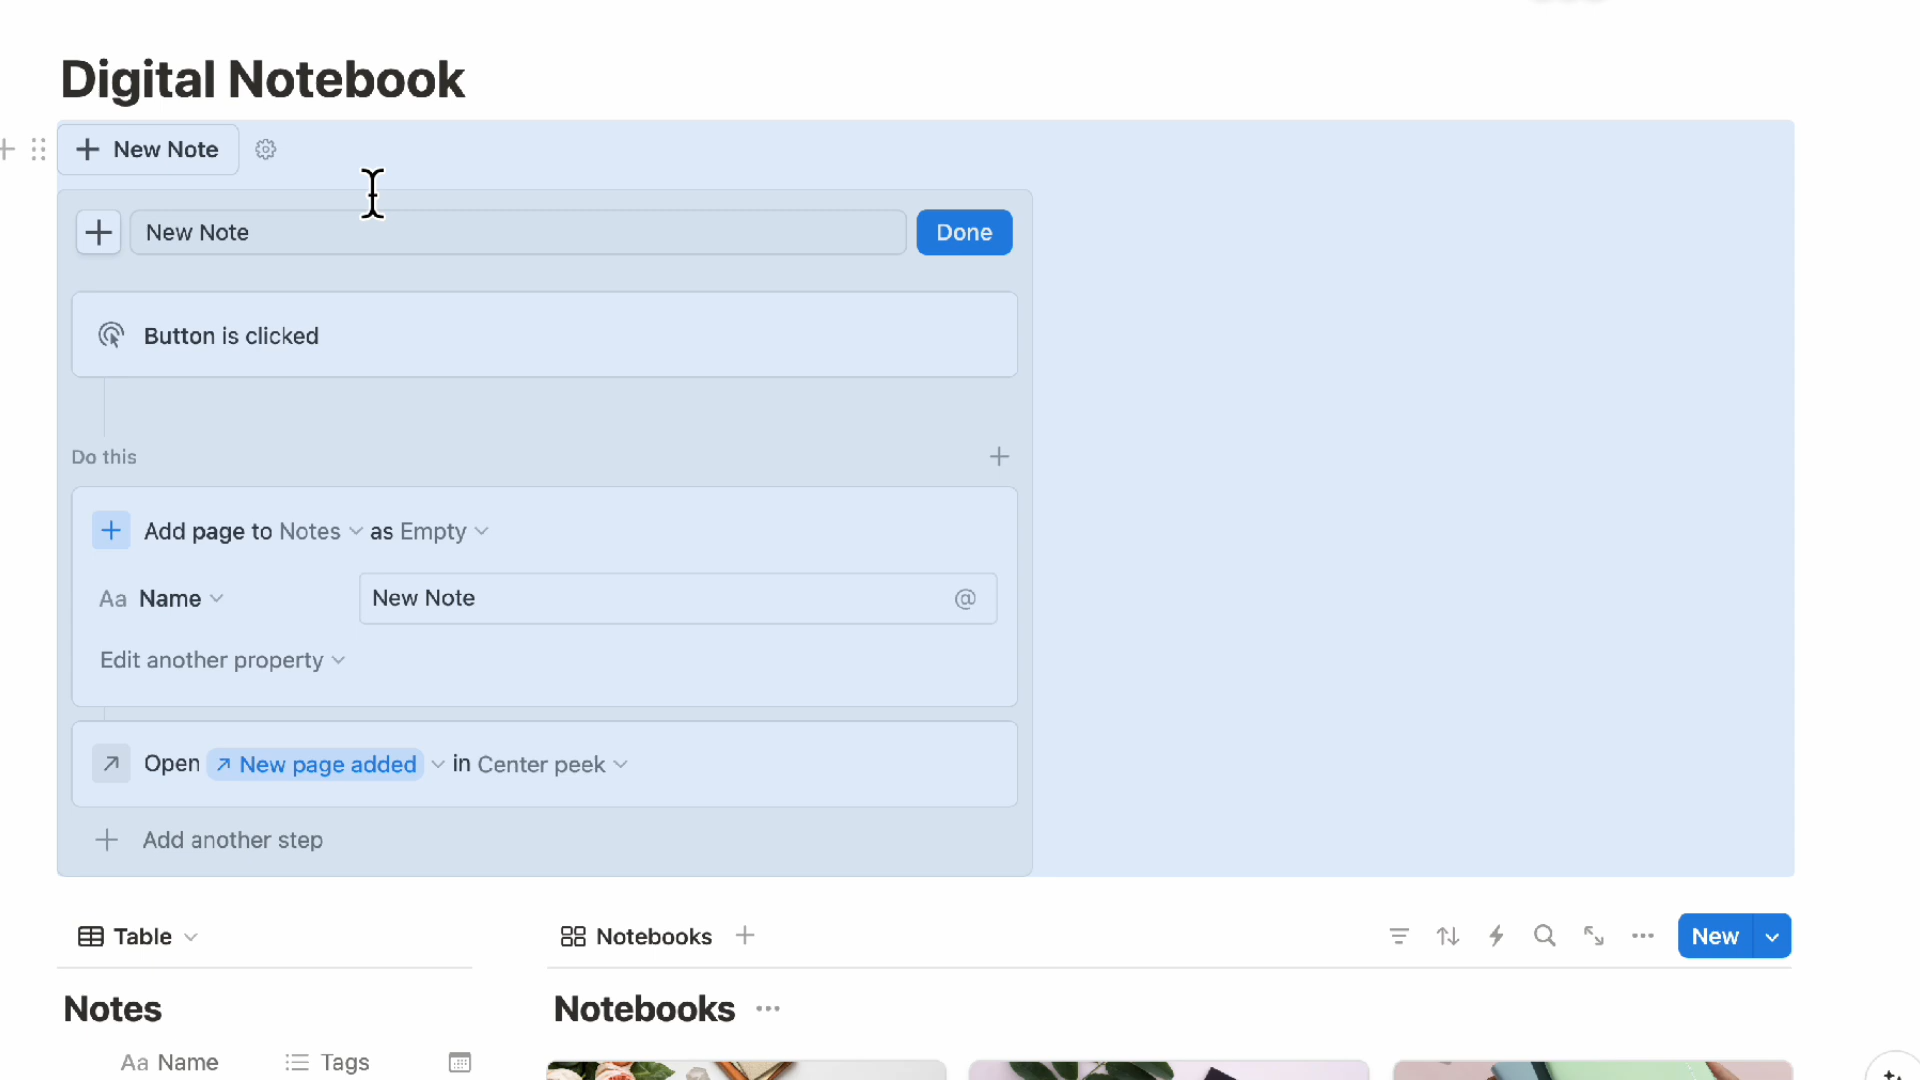 Digital Notebook
New Note
New Note
Done
Button is clicked
Do this
Add page to Notes as Empty
Aa Name
New Note @
Edit another property
Open New page added in Center peek
Add another step
Table
Notebooks
New
Notes
Notebooks
Aa Name
Tags